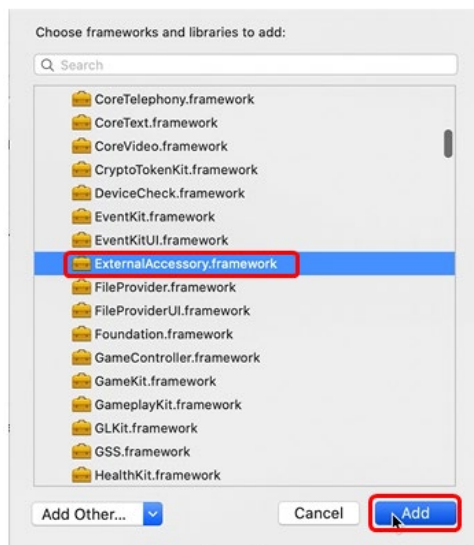 Choose frameworks and libraries to add:
Search
CoreTelephony.framework
CoreText.framework
CoreVideo.framework
CryptoTokenKit.framework
DeviceCheck.framework
EventKit.framework
EventKitUI.framework
ExternalAccessory.framework
FileProvider.framework
FileProviderUI.framework
Foundation.framework
GameController.framework
GameKit.framework
GameplayKit.framework
GLKit.framework
GSS.framework
HealthKit.framework
Add Other... Cancel Add